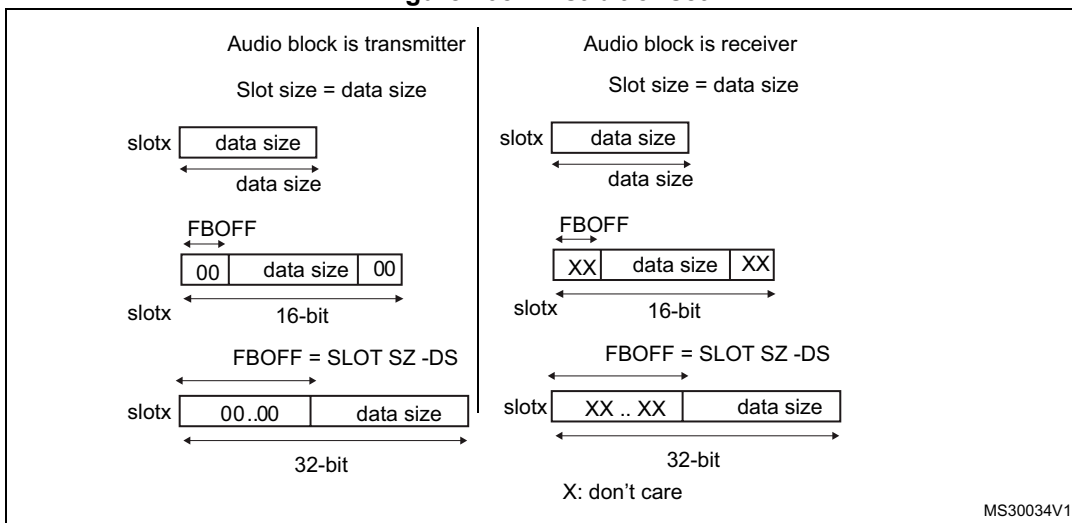 Audio block is transmitter
Slot size = data size
slotx data size
data size
FBOFF
00 data size 00
slotx 16-bit
FBOFF = SLOT SZ -DS
slotx 00..00 data size
32-bit
Audio block is receiver
Slot size = data size
slotx data size
data size
FBOFF
XX data size XX
slotx 16-bit
FBOFF = SLOT SZ -DS
slotx XX .. XX data size
32-bit
X: don't care
MS30034V1